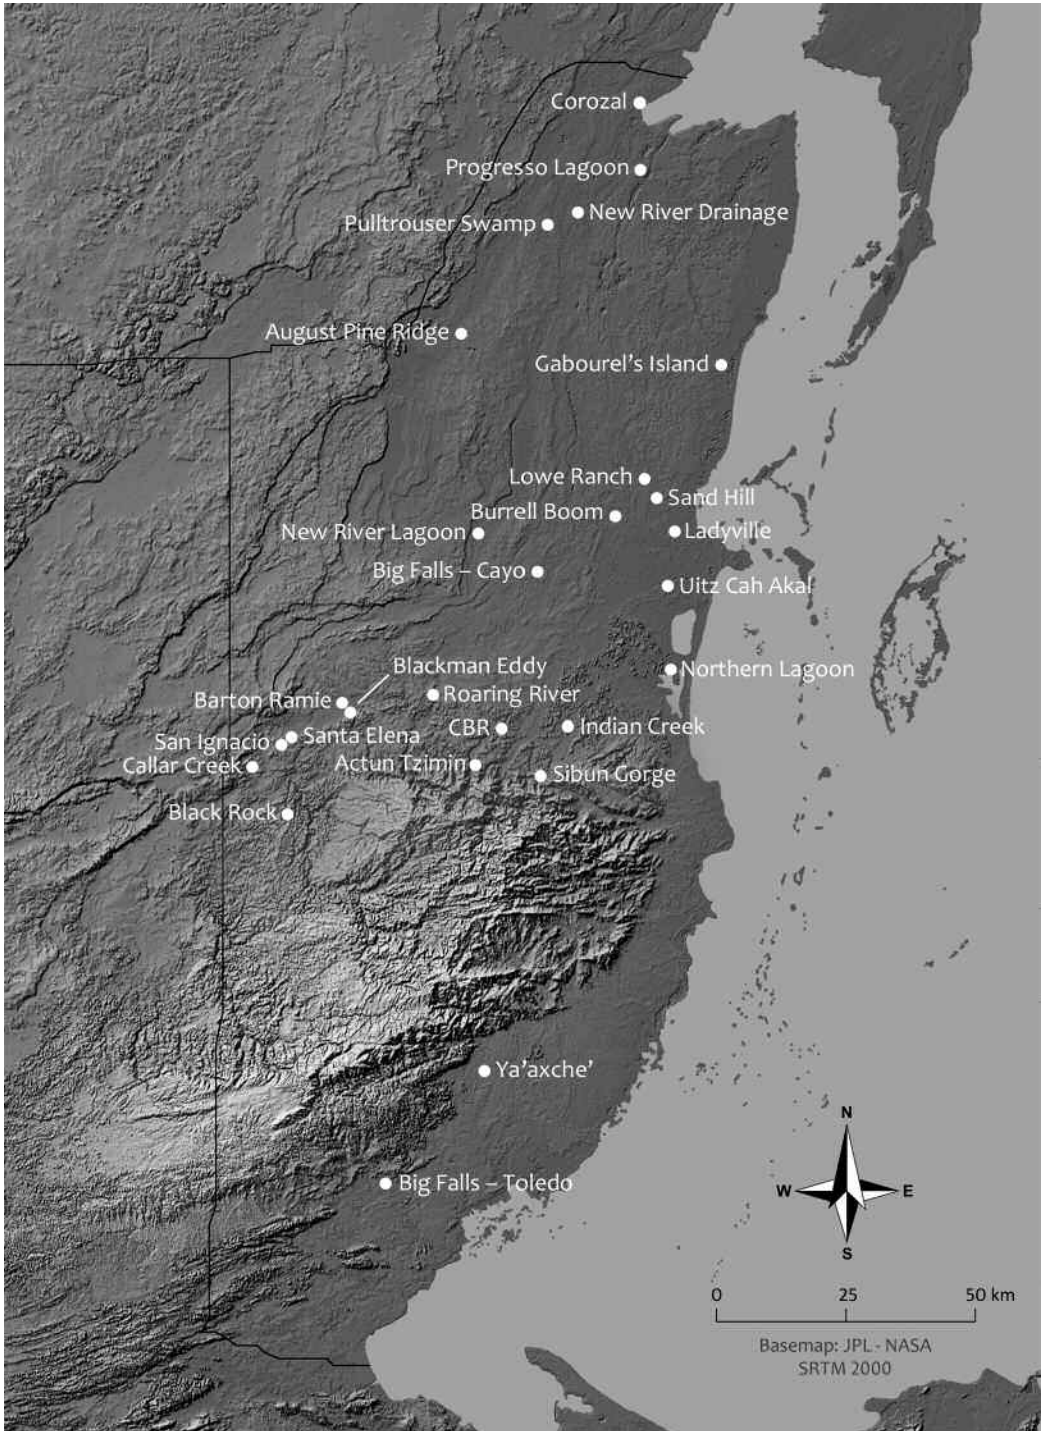 Corozal
Progresso Lagoon
New River Drainage
Pulltrouser Swamp
August Pine Ridge
Gabourel's Island
Lowe Ranch
Sand Hill
Burrell Boom
New River Lagoon
Ladyville
Big Falls – Cayo
Uitz Cah Akal
Blackman Eddy
Northern Lagoon
Barton Ramie
Roaring River
San Ignacio
Santa Elena
CBR
Indian Creek
Callar Creek
Actun Tzimin
Sibun Gorge
Black Rock
Ya'axche'
N
Big Falls – Toledo
W
E
S
0 25 50 km
Basemap: JPL - NASA
SRTM 2000